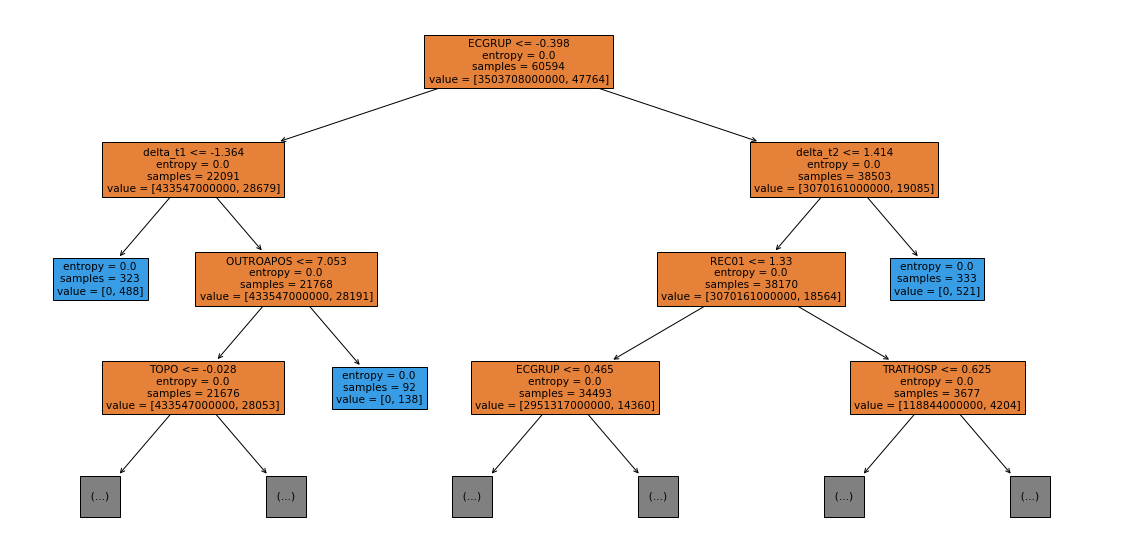 ECGRUP <= -0.398
entropy = 0.0
samples = 60594
value = [3503708000000, 47764]
delta_t1 <= -1.364
entropy = 0.0
samples = 22091
value = [433547000000, 28679]
delta_t2 <= 1.414
entropy = 0.0
samples = 38503
value = [3070161000000, 19085]
entropy = 0.0
samples = 323
value = [0, 488]
OUTROAPOS <= 7.053
entropy = 0.0
samples = 21768
value = [433547000000, 28191]
REC01 <= 1.33
entropy = 0.0
samples = 38170
value = [3070161000000, 18564]
entropy = 0.0
samples = 333
value = [0, 521]
TOPO <= -0.028
entropy = 0.0
samples = 21676
value = [433547000000, 28053]
entropy = 0.0
samples = 92
value = [0, 138]
ECGRUP <= 0.465
entropy = 0.0
samples = 34493
value = [2951317000000, 14360]
TRATHOSP <= 0.625
entropy = 0.0
samples = 3677
value = [118844000000, 4204]
(...)
(...)
(...)
(...)
(...)
(...)